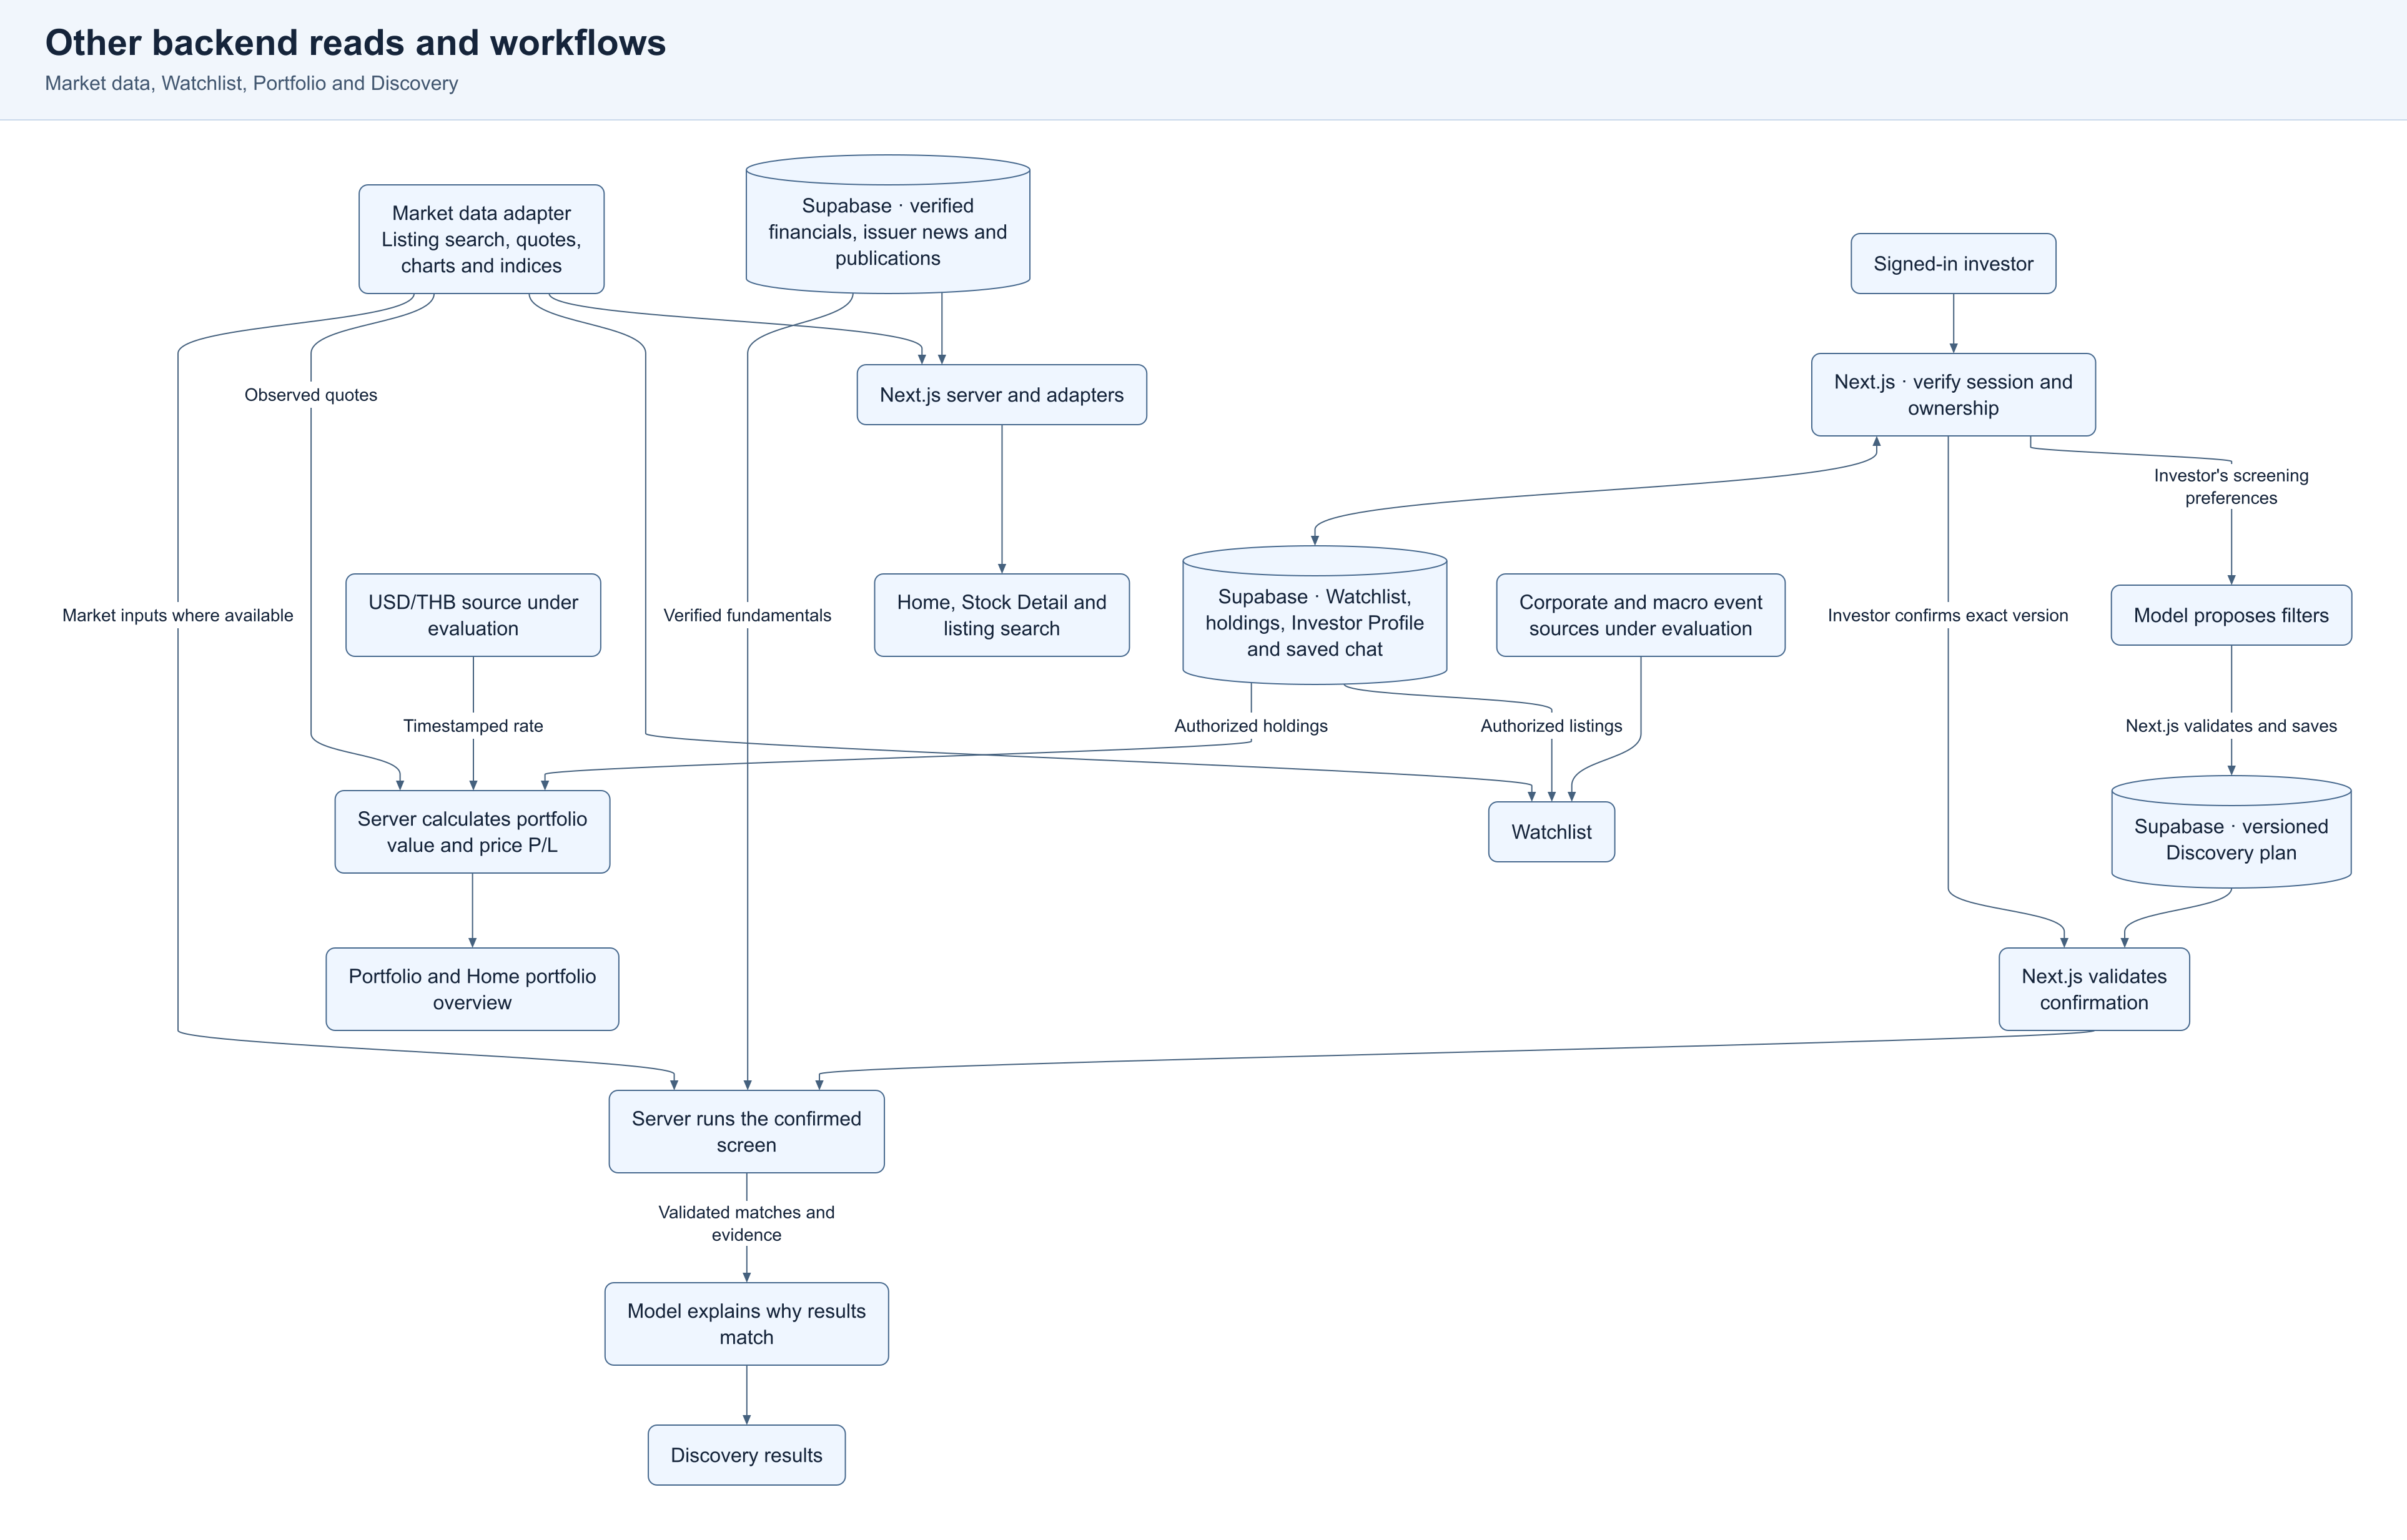 Other backend reads and workflows
Market data, Watchlist, Portfolio and Discovery
Market data adapter
Listing search, quotes,
charts and indices
Supabase · verified
financials, issuer news and
publications
Signed-in investor
Next.js server and adapters
Next.js · verify session and
ownership
Observed quotes
Investor's screening
preferences
Market inputs where available
USD/THB source under
evaluation
Verified fundamentals
Home, Stock Detail and
listing search
Supabase · Watchlist,
holdings, Investor Profile
and saved chat
Corporate and macro event
sources under evaluation
Investor confirms exact version
Model proposes filters
Timestamped rate
Authorized holdings
Authorized listings
Next.js validates and saves
Server calculates portfolio
value and price P/L
Watchlist
Supabase · versioned
Discovery plan
Portfolio and Home portfolio
overview
Next.js validates
confirmation
Server runs the confirmed
screen
Validated matches and
evidence
Model explains why results
match
Discovery results